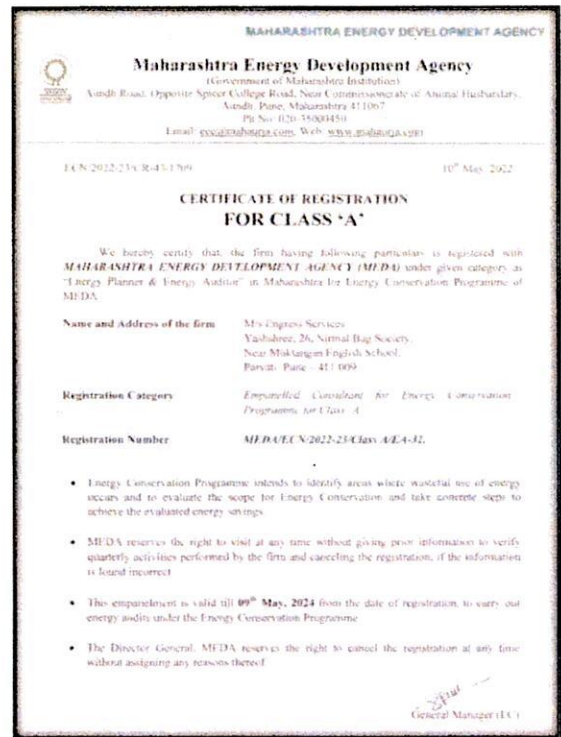 MAHARASHTRA ENERGY DEVELOPMENT AGENCY
Maharashtra Energy Development Agency
(Government of Maharashtra Institution)
Aundh Road, Opposite Spicer College Road, Near Commissionerate of Animal Husbandary,
Aundh, Pune, Maharashtra 411067
Ph No: 020-35000450
Email: eee@mahaurja.com, Web: www.mahaurja.com
ECN/2022-23/
10th May, 2022
CERTIFICATE OF REGISTRATION
FOR CLASS ‘A’
We hereby certify that, the firm having following particulars is registered with
MAHARASHTRA ENERGY DEVELOPMENT AGENCY (MEDA) under given category as
“Energy Planner & Energy Auditor” in Maharashtra for Energy Conservation Programme of
MEDA
Name and Address of the firm M/s Engress Services
Yashshree, 26, Nirmal Bag Society,
Near Muktangan English School,
Parvati, Pune – 411 009
Registration Category Empanelled Consultant for Energy Conservation
Programme for Class A
Registration Number MEDA/ECN/2022-23/Class A/EA-32.
• Energy Conservation Programme intends to identify areas where wasteful use of energy
occurs and to evaluate the scope for Energy Conservation and take concrete steps to
achieve the evaluated energy savings
• MEDA reserves the right to visit at any time without giving prior information to verify
quarterly activities performed by the firm and canceling the registration, if the information
is found incorrect
• This empanelment is valid till 09th May, 2024 from the date of registration, to carry out
energy audits under the Energy Conservation Programme
• The Director General, MEDA reserves the right to cancel the registration at any time
without assigning any reasons thereof
General Manager (EC)